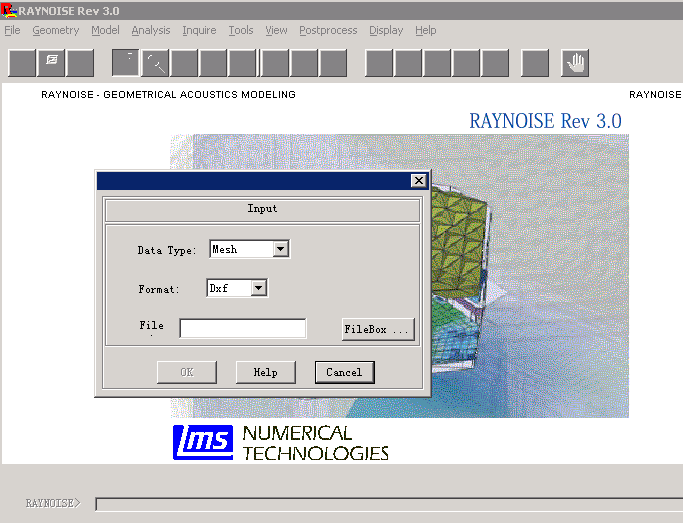 RAYNOISE Rev 3.0
File Geometry Model Analysis Inquire Tools View Postprocess Display Help
RAYNOISE - GEOMETRICAL ACOUSTICS MODELING RAYNOISE
RAYNOISE Rev 3.0
Input
Data Type: Mesh
Format: Dxf
File
FileBox ...
OK Help Cancel
LMS NUMERICAL
TECHNOLOGIES
RAYNOISE>